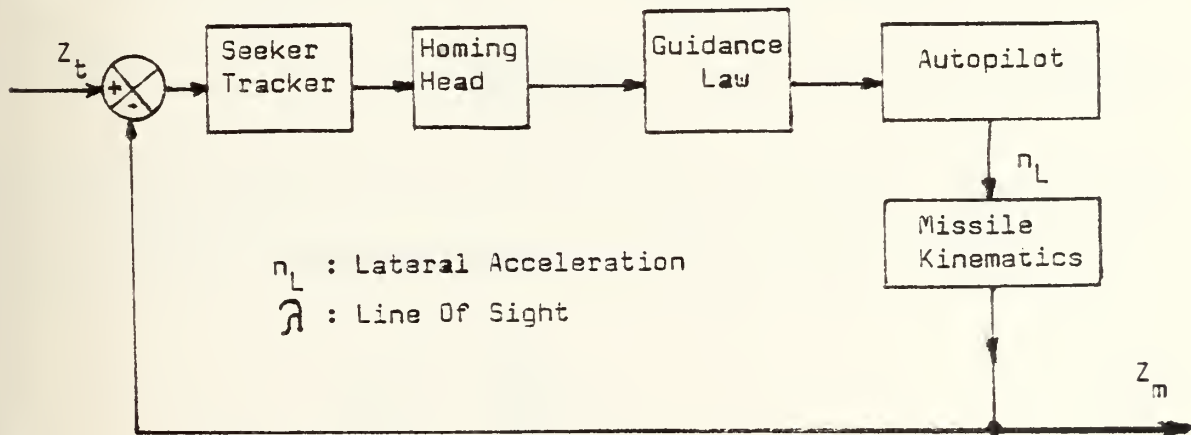 Z_t
+
-
Seeker
Tracker
Homing
Head
Guidance
Law
Autopilot
n_L
Missile
Kinematics
n_L : Lateral Acceleration
λ : Line Of Sight
Z_m